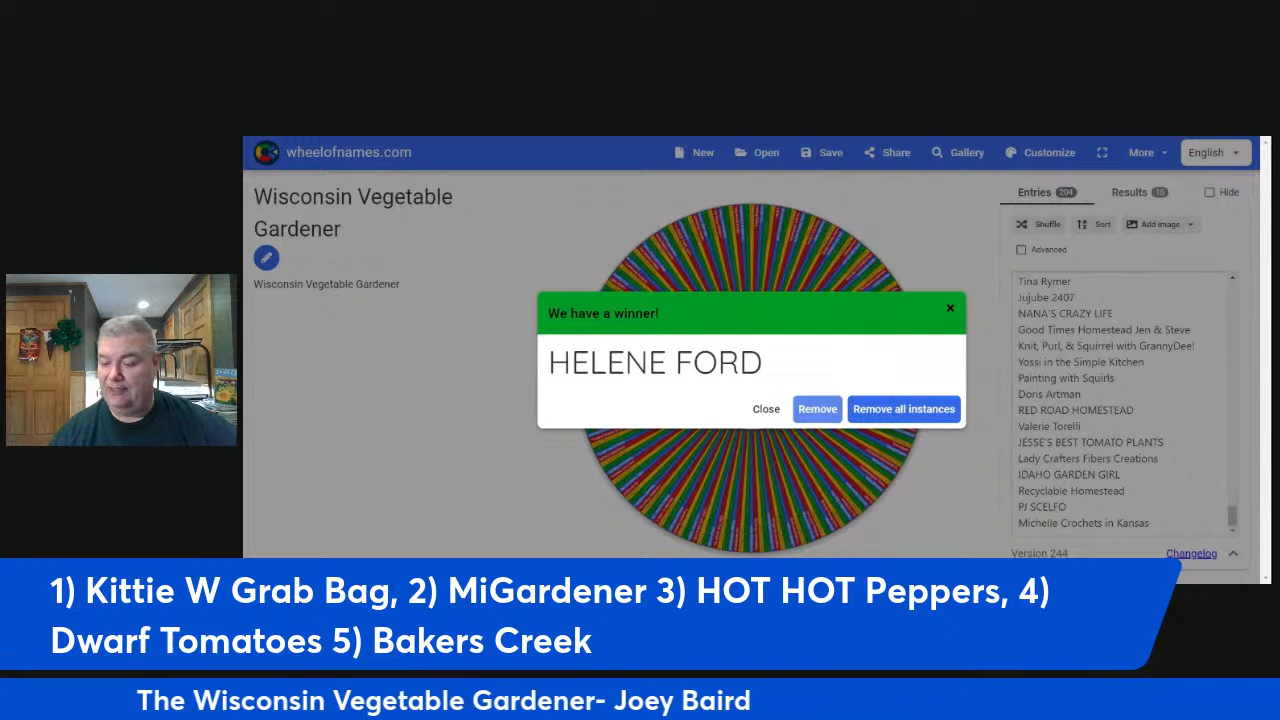 wheelofnames.com
New
Open
Save
Share
Gallery
Customize
More
English
Wisconsin Vegetable
Gardener
Wisconsin Vegetable Gardener
Entries 204
Results 15
Hide
Shuffle
Sort
Add image
Advanced
Tina Rymer
Jujube 2407
NANA'S CRAZY LIFE
Good Times Homestead Jen & Steve
Knit, Purl, & Squirrel with GrannyDee!
Yossi in the Simple Kitchen
Painting with Squirls
Doris Artman
RED ROAD HOMESTEAD
Valerie Torelli
JESSE'S BEST TOMATO PLANTS
Lady Crafters Fibers Creations
IDAHO GARDEN GIRL
Recyclable Homestead
PJ SCELFO
Michelle Crochets in Kansas
Version 244
Changelog
We have a winner!
×
HELENE FORD
Close
Remove
Remove all instances
1) Kittie W Grab Bag, 2) MiGardener 3) HOT HOT Peppers, 4)
Dwarf Tomatoes 5) Bakers Creek
The Wisconsin Vegetable Gardener- Joey Baird